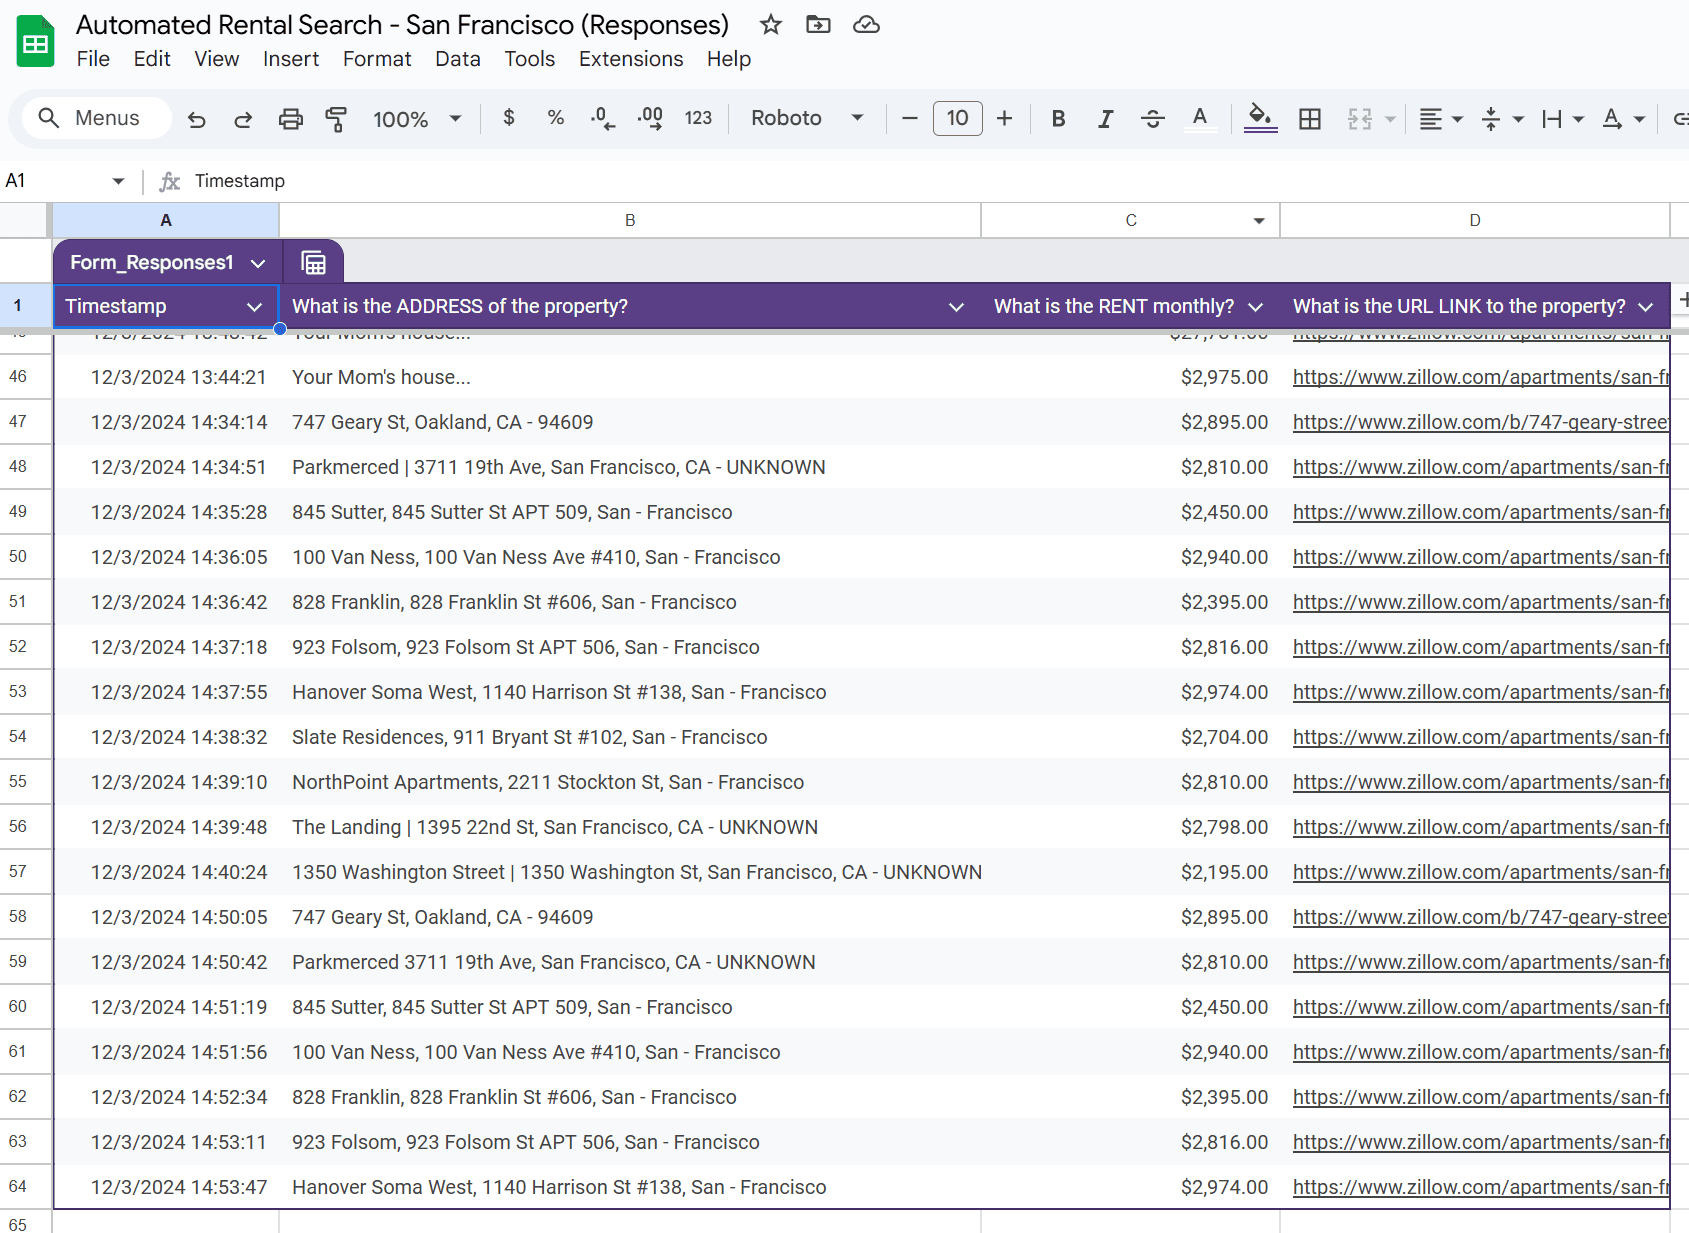 Automated Rental Search - San Francisco (Responses)
File Edit View Insert Format Data Tools Extensions Help
Menus 100% $ % .0 .00 123 Roboto 10 B I S A A
A1 fx Timestamp
A B C D
Form_Responses1
1 Timestamp What is the ADDRESS of the property? What is the RENT monthly? What is the URL LINK to the property?
46 12/3/2024 13:44:21 Your Mom's house... $2,975.00 https://www.zillow.com/apartments/san-fr
47 12/3/2024 14:34:14 747 Geary St, Oakland, CA - 94609 $2,895.00 https://www.zillow.com/b/747-geary-street
48 12/3/2024 14:34:51 Parkmerced | 3711 19th Ave, San Francisco, CA - UNKNOWN $2,810.00 https://www.zillow.com/apartments/san-fr
49 12/3/2024 14:35:28 845 Sutter, 845 Sutter St APT 509, San - Francisco $2,450.00 https://www.zillow.com/apartments/san-fr
50 12/3/2024 14:36:05 100 Van Ness, 100 Van Ness Ave #410, San - Francisco $2,940.00 https://www.zillow.com/apartments/san-fr
51 12/3/2024 14:36:42 828 Franklin, 828 Franklin St #606, San - Francisco $2,395.00 https://www.zillow.com/apartments/san-fr
52 12/3/2024 14:37:18 923 Folsom, 923 Folsom St APT 506, San - Francisco $2,816.00 https://www.zillow.com/apartments/san-fr
53 12/3/2024 14:37:55 Hanover Soma West, 1140 Harrison St #138, San - Francisco $2,974.00 https://www.zillow.com/apartments/san-fr
54 12/3/2024 14:38:32 Slate Residences, 911 Bryant St #102, San - Francisco $2,704.00 https://www.zillow.com/apartments/san-fr
55 12/3/2024 14:39:10 NorthPoint Apartments, 2211 Stockton St, San - Francisco $2,810.00 https://www.zillow.com/apartments/san-fr
56 12/3/2024 14:39:48 The Landing | 1395 22nd St, San Francisco, CA - UNKNOWN $2,798.00 https://www.zillow.com/apartments/san-fr
57 12/3/2024 14:40:24 1350 Washington Street | 1350 Washington St, San Francisco, CA - UNKNOWN $2,195.00 https://www.zillow.com/apartments/san-fr
58 12/3/2024 14:50:05 747 Geary St, Oakland, CA - 94609 $2,895.00 https://www.zillow.com/b/747-geary-street
59 12/3/2024 14:50:42 Parkmerced 3711 19th Ave, San Francisco, CA - UNKNOWN $2,810.00 https://www.zillow.com/apartments/san-fr
60 12/3/2024 14:51:19 845 Sutter, 845 Sutter St APT 509, San - Francisco $2,450.00 https://www.zillow.com/apartments/san-fr
61 12/3/2024 14:51:56 100 Van Ness, 100 Van Ness Ave #410, San - Francisco $2,940.00 https://www.zillow.com/apartments/san-fr
62 12/3/2024 14:52:34 828 Franklin, 828 Franklin St #606, San - Francisco $2,395.00 https://www.zillow.com/apartments/san-fr
63 12/3/2024 14:53:11 923 Folsom, 923 Folsom St APT 506, San - Francisco $2,816.00 https://www.zillow.com/apartments/san-fr
64 12/3/2024 14:53:47 Hanover Soma West, 1140 Harrison St #138, San - Francisco $2,974.00 https://www.zillow.com/apartments/san-fr
65